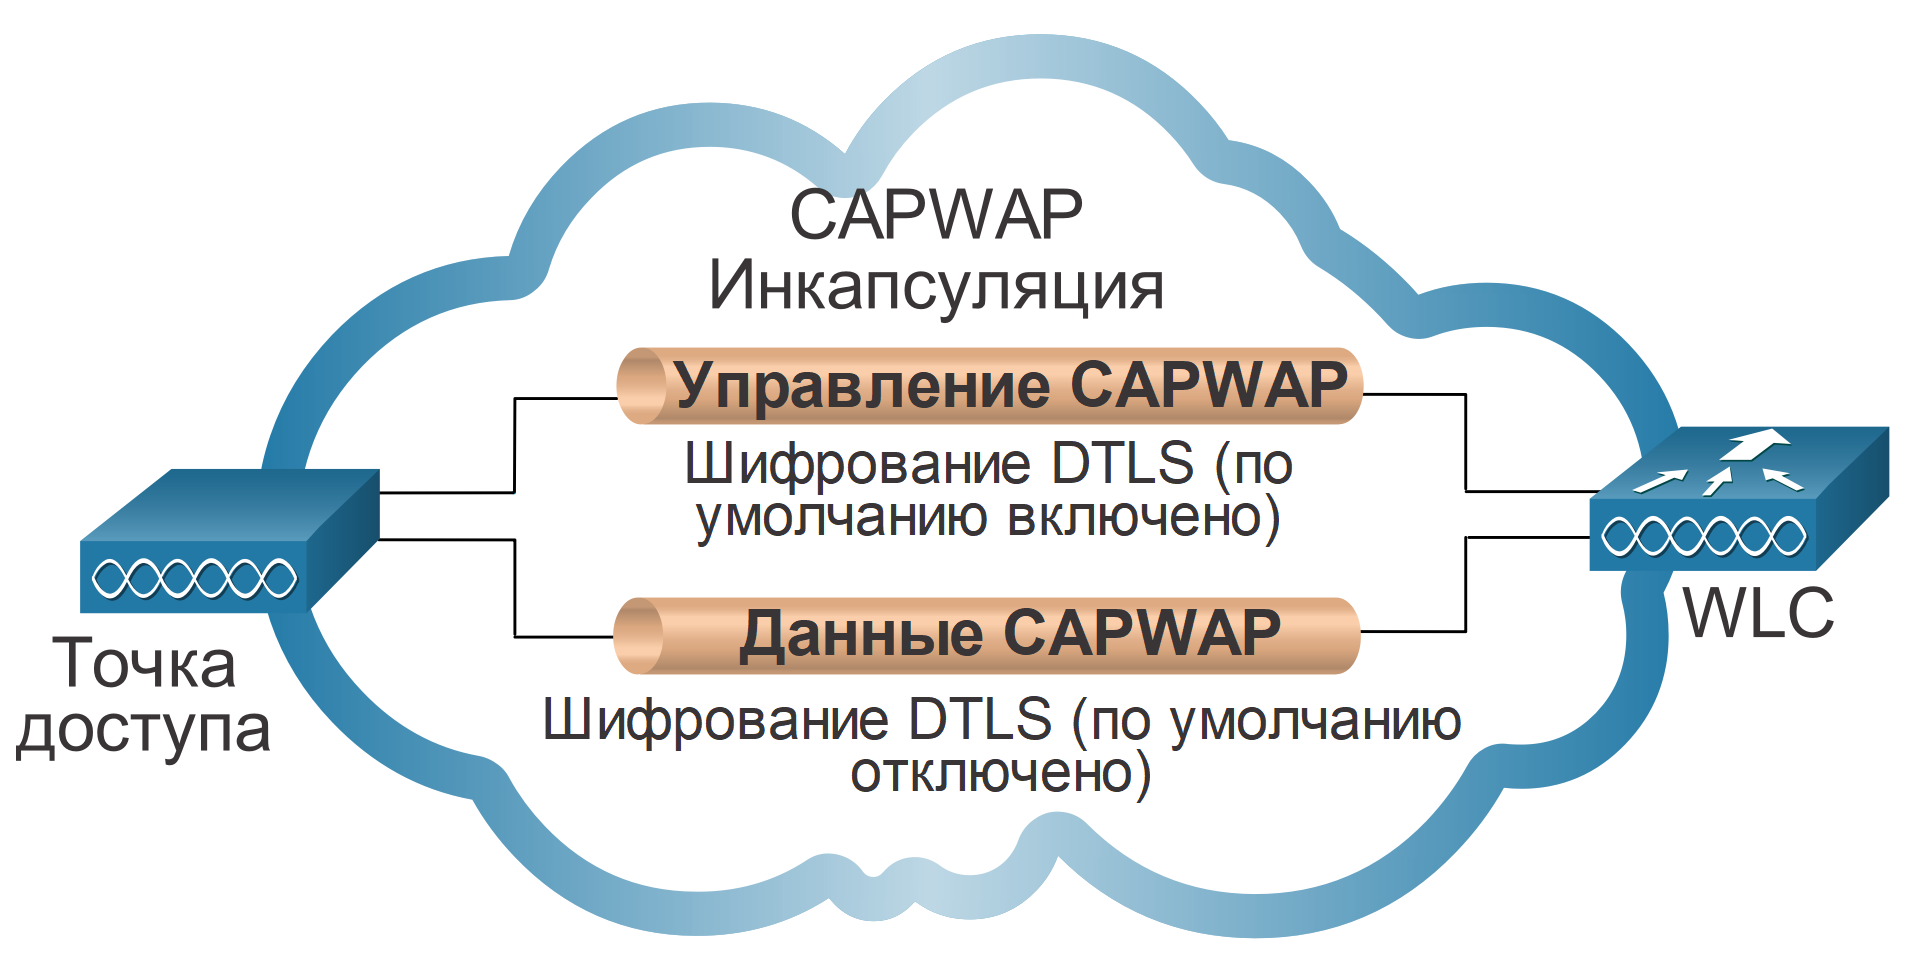 CAPWAP
Инкапсуляция
Управление CAPWAP
Шифрование DTLS (по
умолчанию включено)
Данные CAPWAP
Шифрование DTLS (по умолчанию
отключено)
Точка
доступа
WLC